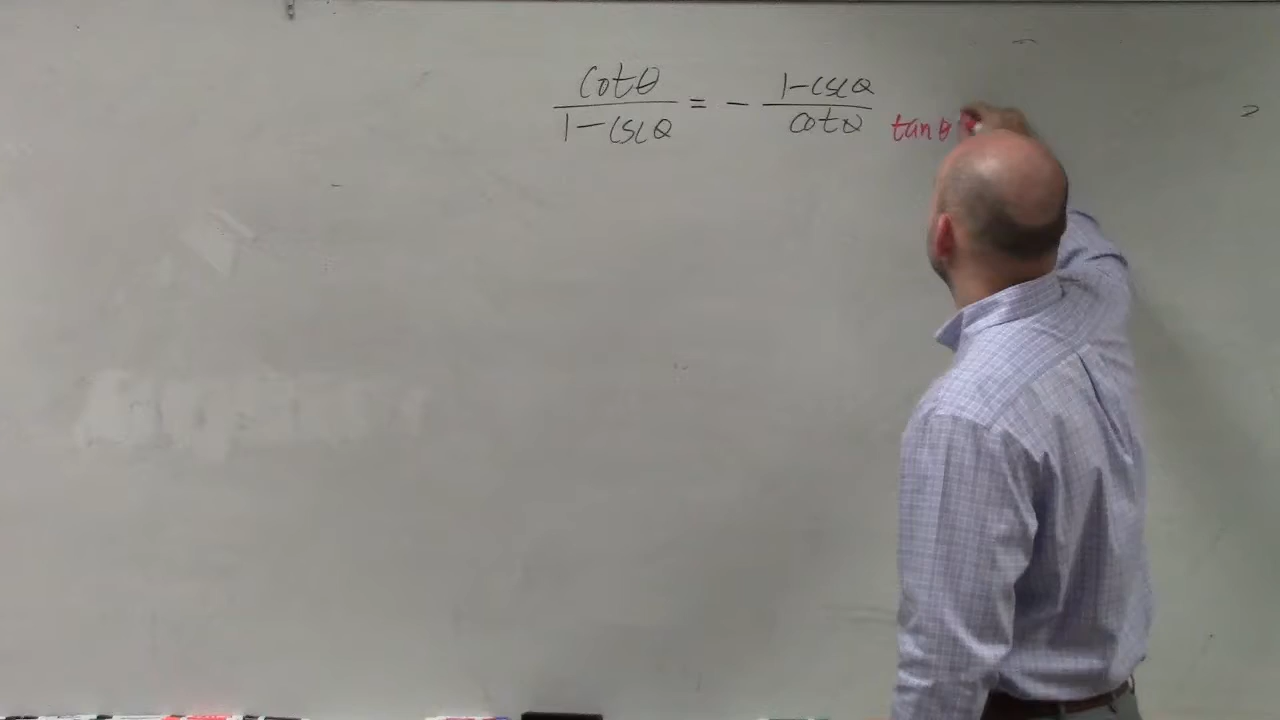 cotθ / 1-cscθ = - 1-cscθ / cotθ tanθ